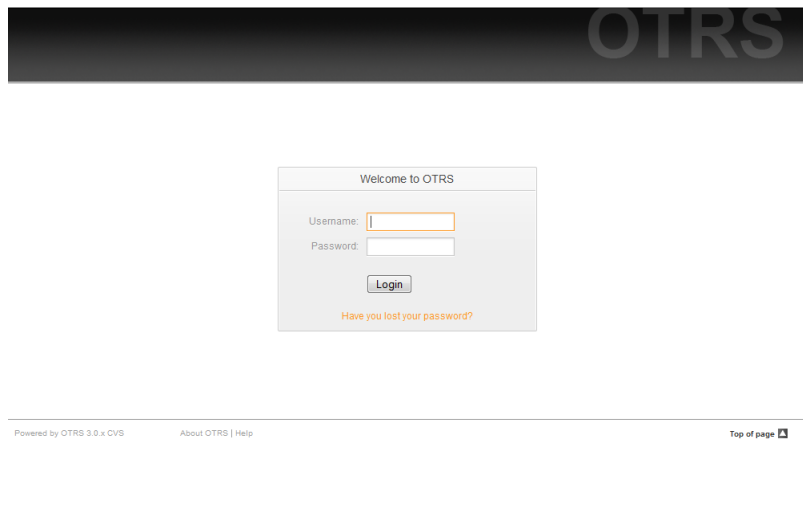 OTRS
Welcome to OTRS
Username:
Password:
Login
Have you lost your password?
Powered by OTRS 3.0.x CVS About OTRS | Help Top of page